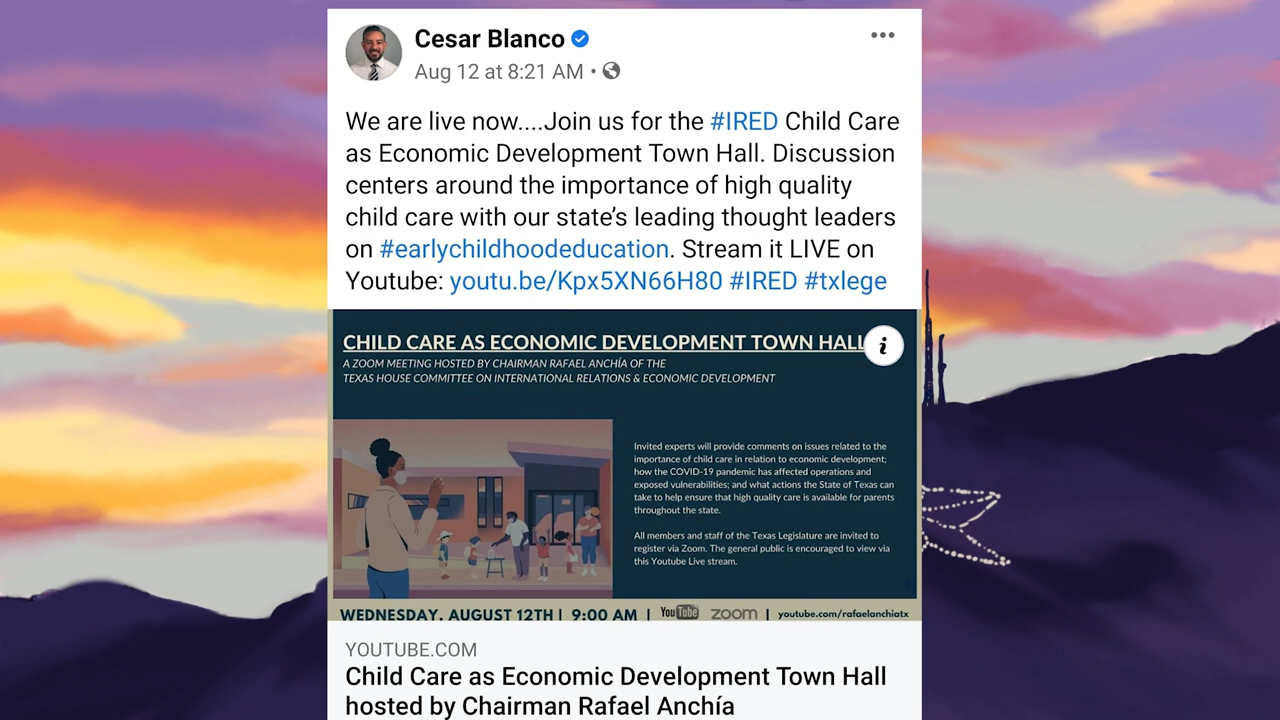 Cesar Blanco
Aug 12 at 8:21 AM •
We are live now....Join us for the #IRED Child Care
as Economic Development Town Hall. Discussion
centers around the importance of high quality
child care with our state's leading thought leaders
on #earlychildhoodeducation. Stream it LIVE on
Youtube: youtu.be/Kpx5XN66H80 #IRED #txlege
CHILD CARE AS ECONOMIC DEVELOPMENT TOWN HALL
i
A ZOOM MEETING HOSTED BY CHAIRMAN RAFAEL ANCHÍA OF THE
TEXAS HOUSE COMMITTEE ON INTERNATIONAL RELATIONS & ECONOMIC DEVELOPMENT
Invited experts will provide comments on issues related to the
importance of child care in relation to economic development;
how the COVID-19 pandemic has affected operations and
exposed vulnerabilities; and what actions the State of Texas can
take to help ensure that high quality care is available for parents
throughout the state.
All members and staff of the Texas Legislature are invited to
register via Zoom. The general public is encouraged to view via
this Youtube Live stream.
WEDNESDAY, AUGUST 12TH | 9:00 AM | YouTube zoom | youtube.com/rafaelanchiatx
YOUTUBE.COM
Child Care as Economic Development Town Hall
hosted by Chairman Rafael Anchía